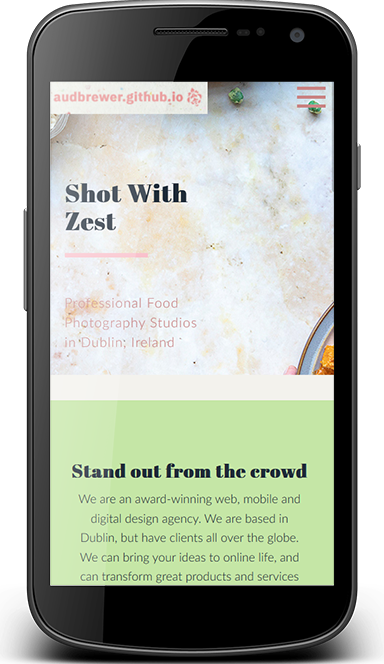 audbrewer.github.io
Shot With
Zest
Professional Food
Photography Studios
in Dublin, Ireland
Stand out from the crowd
We are an award-winning web, mobile and
digital design agency. We are based in
Dublin, but have clients all over the globe.
We can bring your ideas to online life, and
can transform great products and services